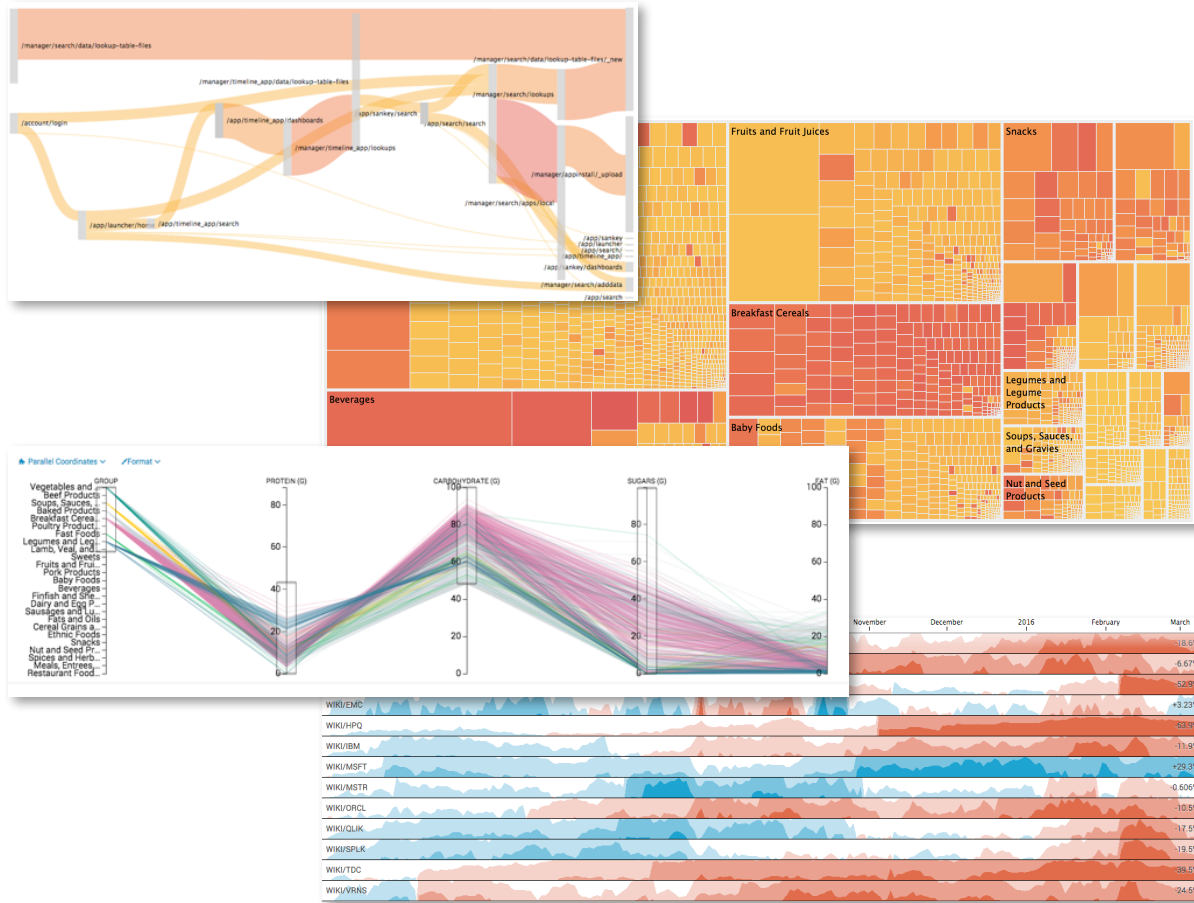 /manager/search/data/lookup-table-files
/manager/search/data/lookup-table-files/_new
/manager/timeline_app/data/lookup-table-files
/manager/search/lookups
/account/login
/app/timeline_app/dashboards
/app/sankey/search
/app/search/search
/manager/timeline_app/lookups
/manager/appinstall/_upload
/manager/search/apps/local
/app/launcher/home
/app/timeline_app/search
/app/sankey
/app/launcher
/app/search/
/app/timeline_app/
/app/sankey/dashboards
/manager/search/adddata
/app/search
Fruits and Fruit Juices
Snacks
Breakfast Cereals
Legumes and
Legume
Products
Beverages
Baby Foods
Soups, Sauces,
and Gravies
Nut and Seed
Products
Parallel Coordinates
Format
GROUP
PROTEIN (G)
CARBOHYDRATE (G)
SUGARS (G)
FAT (G)
Vegetables and ...
Beef Products
Soups, Sauces, ...
Baked Products
Breakfast Cerea...
Poultry Product...
Fast Foods
Legumes and Leg...
Lamb, Veal, and...
Sweets
Fruits and Frui...
Pork Products
Baby Foods
Beverages
Finfish and She...
Dairy and Egg P...
Sausages and Lu...
Fats and Oils
Cereal Grains a...
Ethnic Foods
Snacks
Nut and Seed Pr...
Spices and Herb...
Meals, Entrees,...
Restaurant Food...
80
60
40
20
0
100
80
60
40
20
0
100
80
60
40
20
0
100
80
60
40
20
0
November
December
2016
February
March
-18.6%
-6.67%
-52.9%
WIKI/EMC
+3.23%
WIKI/HPQ
-63.9%
WIKI/IBM
-11.9%
WIKI/MSFT
+29.3%
WIKI/MSTR
-0.606%
WIKI/ORCL
-10.5%
WIKI/QLIK
-17.5%
WIKI/SPLK
-19.5%
WIKI/TDC
-39.5%
WIKI/VRNS
-24.6%